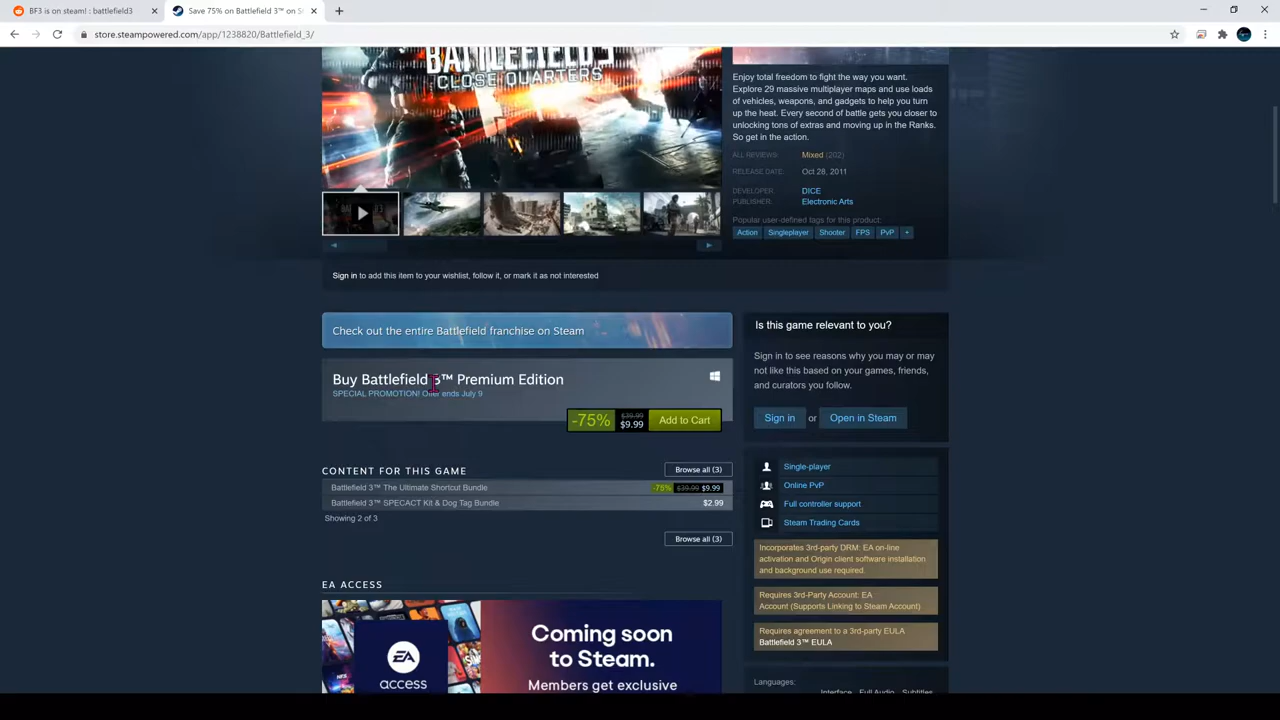 BF3 is on steam! : battlefield3
Save 75% on Battlefield 3™ on S
store.steampowered.com/app/1238820/Battlefield_3/
BATTLEFIELD 3
CLOSE QUARTERS
Enjoy total freedom to fight the way you want.
Explore 29 massive multiplayer maps and use loads
of vehicles, weapons, and gadgets to help you turn
up the heat. Every second of battle gets you closer to
unlocking tons of extras and moving up in the Ranks.
So get in the action.
ALL REVIEWS: Mixed (202)
RELEASE DATE: Oct 28, 2011
DEVELOPER: DICE
PUBLISHER: Electronic Arts
Popular user-defined tags for this product:
Action Singleplayer Shooter FPS PvP +
Sign in to add this item to your wishlist, follow it, or mark it as not interested
Check out the entire Battlefield franchise on Steam
Buy Battlefield 3™ Premium Edition
SPECIAL PROMOTION! Offer ends July 9
-75% $39.99 $9.99 Add to Cart
CONTENT FOR THIS GAME Browse all (3)
Battlefield 3™ The Ultimate Shortcut Bundle -75% $39.99 $9.99
Battlefield 3™ SPECACT Kit & Dog Tag Bundle $2.99
Showing 2 of 3
Browse all (3)
EA ACCESS
EA
access
Coming soon
to Steam.
Members get exclusive
Is this game relevant to you?
Sign in to see reasons why you may or may
not like this based on your games, friends,
and curators you follow.
Sign in or Open in Steam
Single-player
Online PvP
Full controller support
Steam Trading Cards
Incorporates 3rd-party DRM: EA on-line
activation and Origin client software installation
and background use required.
Requires 3rd-Party Account: EA
Account (Supports Linking to Steam Account)
Requires agreement to a 3rd-party EULA
Battlefield 3™ EULA
Languages:
Interface Full Audio Subtitles